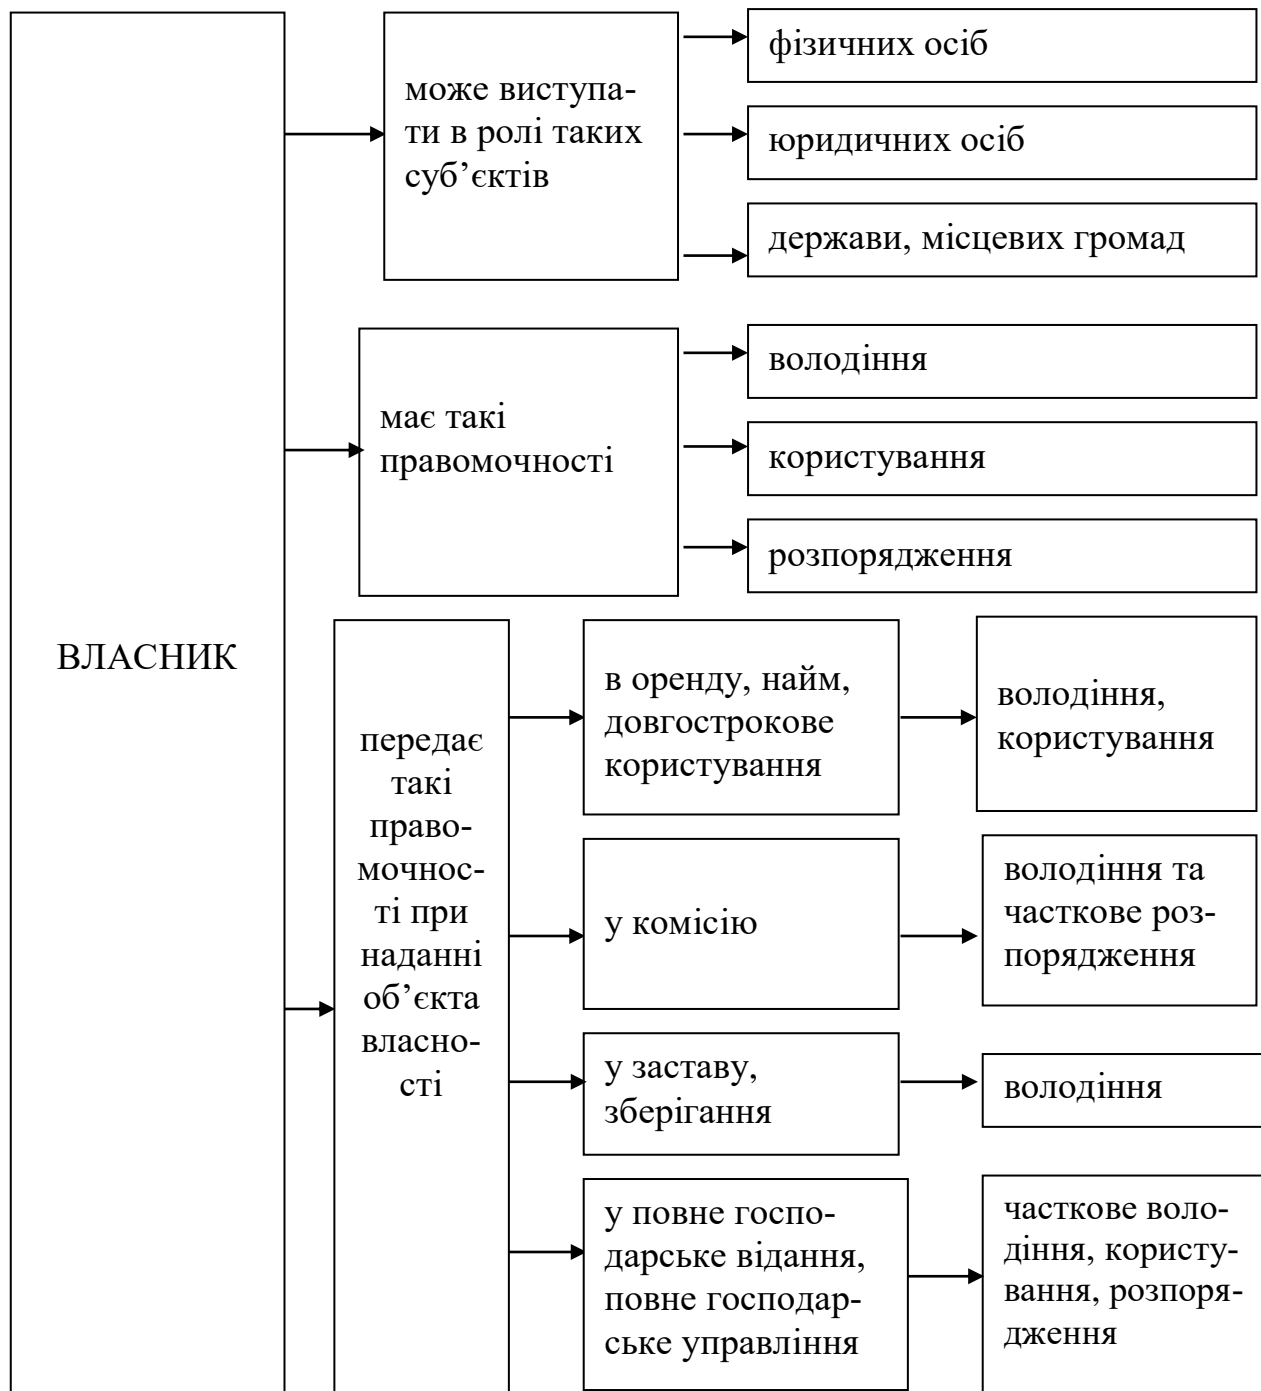 фізичних осіб
може виступа-
ти в ролі таких
суб’єктів
юридичних осіб
держави, місцевих громад
має такі
правомочності
володіння
користування
розпорядження
ВЛАСНИК
передає
такі
право-
мочнос-
ті при
наданні
об’єкта
власно-
сті
в оренду, найм,
довгострокове
користування
володіння,
користування
у комісію
володіння та
часткове роз-
порядження
у заставу,
зберігання
володіння
у повне госпо-
дарське відання,
повне господар-
ське управління
часткове воло-
діння, користу-
вання, розпоря-
дження